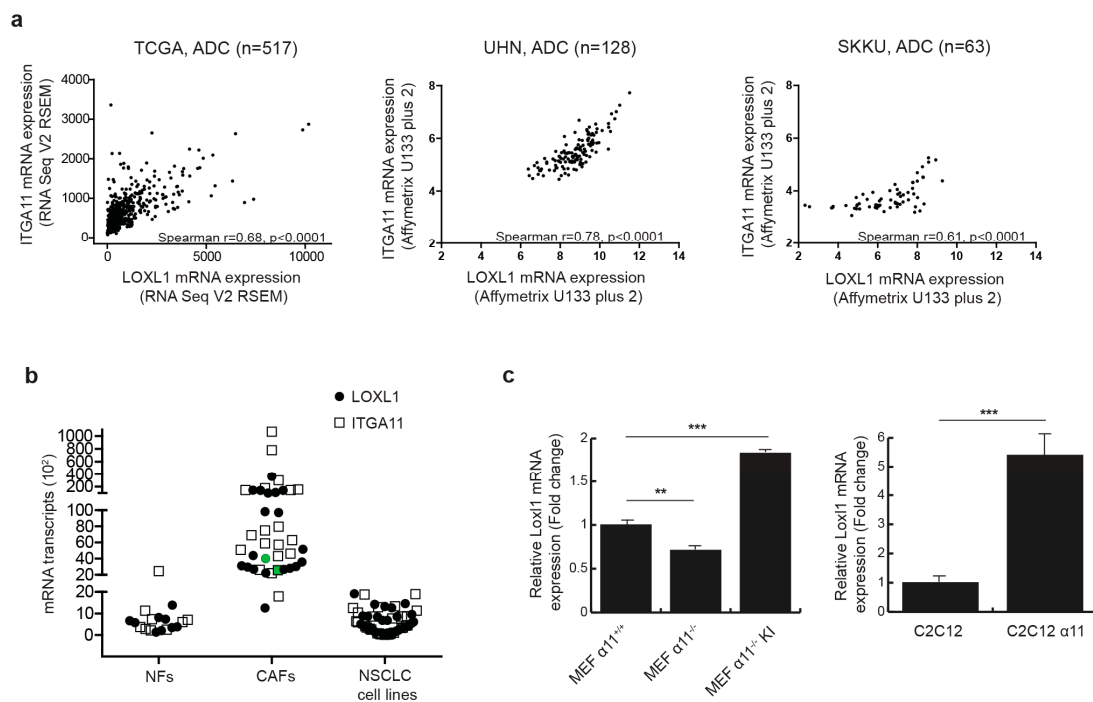 a
TCGA, ADC (n=517)
UHN, ADC (n=128)
SKKU, ADC (n=63)
ITGA11 mRNA expression
(RNA Seq V2 RSEM)
4000
3000
2000
1000
0
Spearman r=0.68, p<0.0001
0
5000
10000
LOXL1 mRNA expression
(RNA Seq V2 RSEM)
ITGA11 mRNA expression
(Affymetrix U133 plus 2)
8
6
4
2
Spearman r=0.78, p<0.0001
2
4
6
8
10
12
14
LOXL1 mRNA expression
(Affymetrix U133 plus 2)
ITGA11 mRNA expression
(Affymetrix U133 plus 2)
8
6
4
2
Spearman r=0.61, p<0.0001
2
4
6
8
10
12
14
LOXL1 mRNA expression
(Affymetrix U133 plus 2)
b
LOXL1
ITGA11
mRNA transcripts (10²)
1000
800
600
400
200
100
80
60
40
20
20
10
0
NFs
CAFs
NSCLC
cell lines
c
Relative Loxl1 mRNA
expression (Fold change)
2
1.5
1
0.5
0
***
**
MEF α11+/+
MEF α11-/-
MEF α11-/- KI
Relative Loxl1 mRNA
expression (Fold change)
6
5
4
3
2
1
0
***
C2C12
C2C12 α11